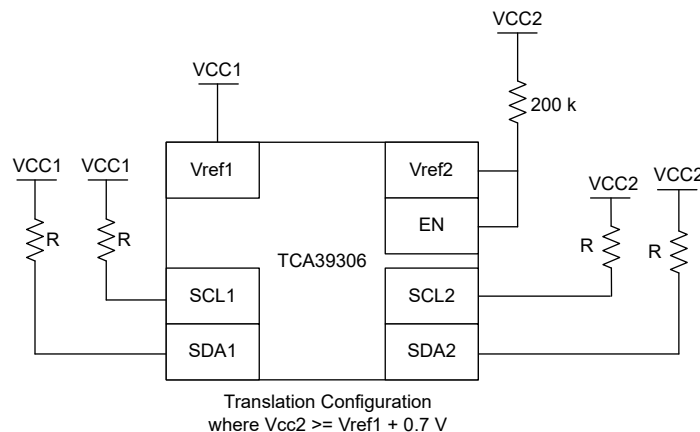 VCC2
VCC1
200 k
VCC1
VCC1
Vref1
Vref2
VCC2
VCC2
EN
R
R
R
R
TCA39306
SCL1
SCL2
SDA1
SDA2
Translation Configuration
where Vcc2 >= Vref1 + 0.7 V